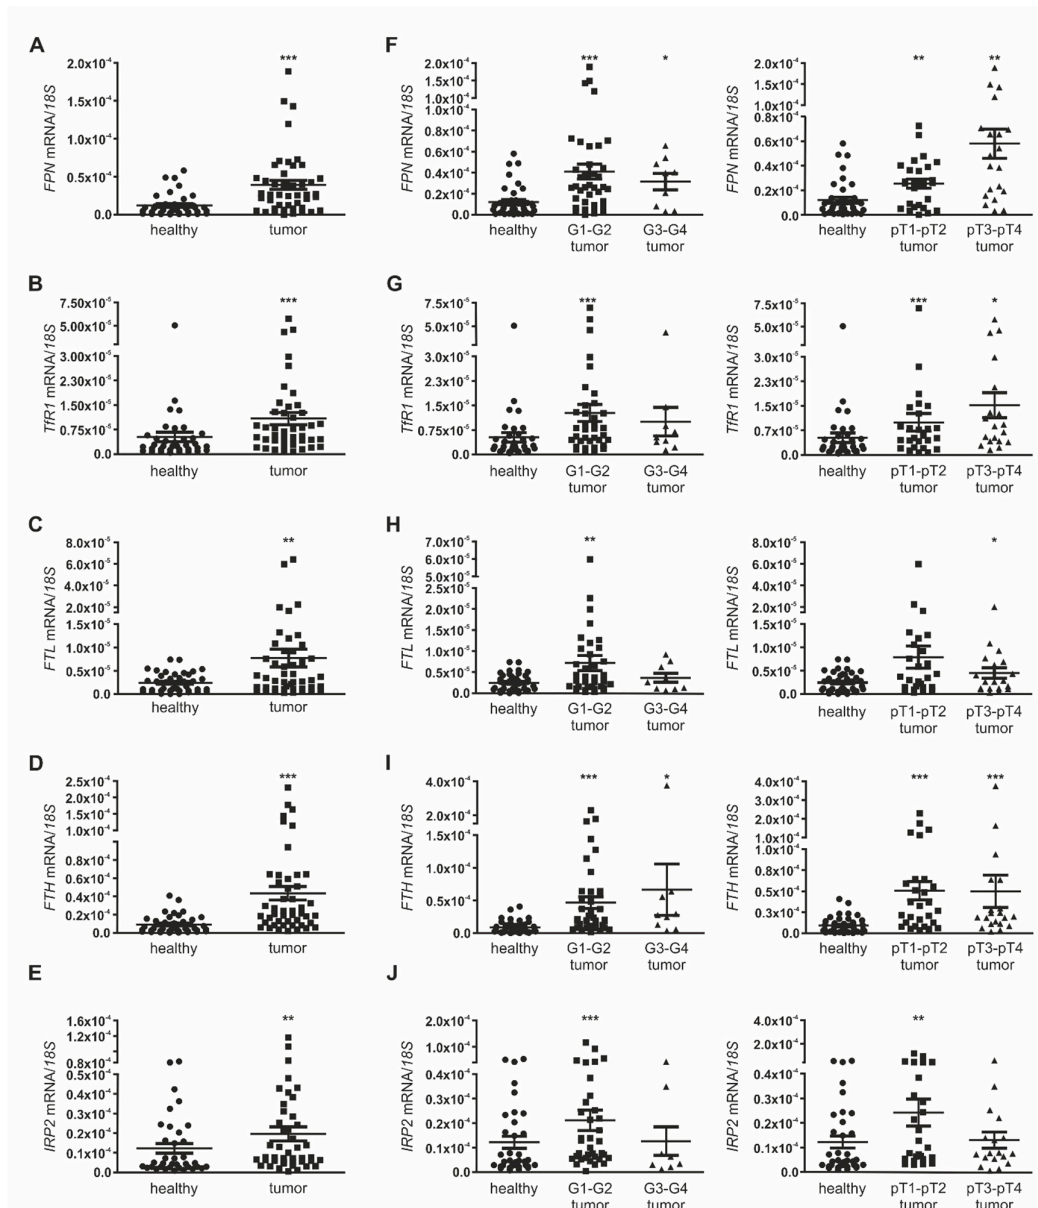 A
***
FPN mRNA/18S
2.0x10⁻⁴
1.5x10⁻⁴
1.0x10⁻⁴
0.5x10⁻⁴
0.0
healthy tumor
F
*** *
FPN mRNA/18S
2.0x10⁻⁴
1.5x10⁻⁴
1.0x10⁻⁴
1.0x10⁻⁴
0.8x10⁻⁴
0.6x10⁻⁴
0.4x10⁻⁴
0.2x10⁻⁴
0.0
healthy G1-G2 G3-G4
tumor tumor
** **
FPN mRNA/18S
2.0x10⁻⁴
1.5x10⁻⁴
1.0x10⁻⁴
0.8x10⁻⁴
0.6x10⁻⁴
0.4x10⁻⁴
0.2x10⁻⁴
0.0
healthy pT1-pT2 pT3-pT4
tumor tumor
B
***
TfR1 mRNA/18S
7.50x10⁻⁵
5.00x10⁻⁵
3.00x10⁻⁵
2.30x10⁻⁵
1.50x10⁻⁵
0.75x10⁻⁵
0.0
healthy tumor
G
***
TfR1 mRNA/18S
7.5x10⁻⁵
5.0x10⁻⁵
3.0x10⁻⁵
2.3x10⁻⁵
1.5x10⁻⁵
0.7x10⁻⁵
0.0
healthy G1-G2 G3-G4
tumor tumor
*** *
TfR1 mRNA/18S
7.5x10⁻⁵
5.0x10⁻⁵
3.0x10⁻⁵
2.3x10⁻⁵
1.5x10⁻⁵
0.7x10⁻⁵
0.0
healthy pT1-pT2 pT3-pT4
tumor tumor
C
**
FTL mRNA/18S
8.0x10⁻⁵
6.0x10⁻⁵
4.0x10⁻⁵
2.0x10⁻⁵
1.5x10⁻⁵
1.0x10⁻⁵
0.5x10⁻⁵
0.0
healthy tumor
H
**
FTL mRNA/18S
7.0x10⁻⁵
6.0x10⁻⁵
5.0x10⁻⁵
2.5x10⁻⁵
2.0x10⁻⁵
1.5x10⁻⁵
1.0x10⁻⁵
0.5x10⁻⁵
0.0
healthy G1-G2 G3-G4
tumor tumor
*
FTL mRNA/18S
8.0x10⁻⁵
6.0x10⁻⁵
4.0x10⁻⁵
2.0x10⁻⁵
1.5x10⁻⁵
1.0x10⁻⁵
0.5x10⁻⁵
0.0
healthy pT1-pT2 pT3-pT4
tumor tumor
D
***
FTH mRNA/18S
2.5x10⁻⁴
2.0x10⁻⁴
1.5x10⁻⁴
1.0x10⁻⁴
0.8x10⁻⁴
0.6x10⁻⁴
0.4x10⁻⁴
0.2x10⁻⁴
0.0
healthy tumor
I
*** *
FTH mRNA/18S
4.0x10⁻⁴
2.0x10⁻⁴
1.5x10⁻⁴
1.0x10⁻⁴
0.5x10⁻⁴
0.0
healthy G1-G2 G3-G4
tumor tumor
*** ***
FTH mRNA/18S
4.0x10⁻⁴
3.0x10⁻⁴
2.0x10⁻⁴
1.0x10⁻⁴
1.0x10⁻⁴
0.8x10⁻⁴
0.5x10⁻⁴
0.3x10⁻⁴
0.0
healthy pT1-pT2 pT3-pT4
tumor tumor
E
**
IRP2 mRNA/18S
1.6x10⁻⁴
1.2x10⁻⁴
0.8x10⁻⁴
0.5x10⁻⁴
0.4x10⁻⁴
0.3x10⁻⁴
0.2x10⁻⁴
0.1x10⁻⁴
0.0
healthy tumor
J
***
IRP2 mRNA/18S
2.0x10⁻⁴
1.0x10⁻⁴
0.4x10⁻⁴
0.3x10⁻⁴
0.2x10⁻⁴
0.1x10⁻⁴
0.0
healthy G1-G2 G3-G4
tumor tumor
**
IRP2 mRNA/18S
4.0x10⁻⁴
2.0x10⁻⁴
0.4x10⁻⁴
0.3x10⁻⁴
0.2x10⁻⁴
0.1x10⁻⁴
0.0
healthy pT1-pT2 pT3-pT4
tumor tumor